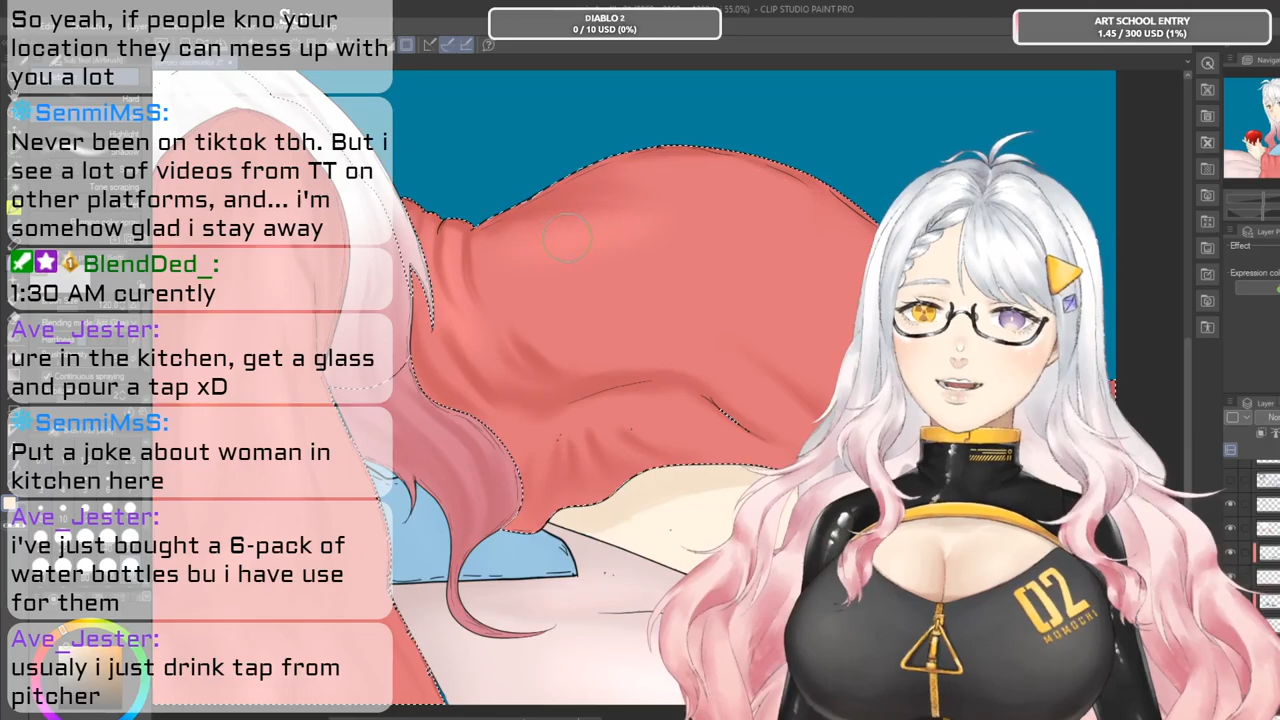 So yeah, if people kno your
location they can mess up with
you a lot
SenmiMsS:
Never been on tiktok tbh. But i
see a lot of videos from TT on
other platforms, and... i'm
somehow glad i stay away
BlendDed_:
1:30 AM curently
Ave_Jester:
ure in the kitchen, get a glass
and pour a tap xD
SenmiMsS:
Put a joke about woman in
kitchen here
Ave_Jester:
i've just bought a 6-pack of
water bottles bu i have use
for them
Ave_Jester:
usualy i just drink tap from
pitcher
DIABLO 2
0 / 10 USD (0%)
CLIP STUDIO PAINT PRO
ART SCHOOL ENTRY
1.45 / 300 USD (1%)
Effect
Expression col
Layer
02
MOMOCHI